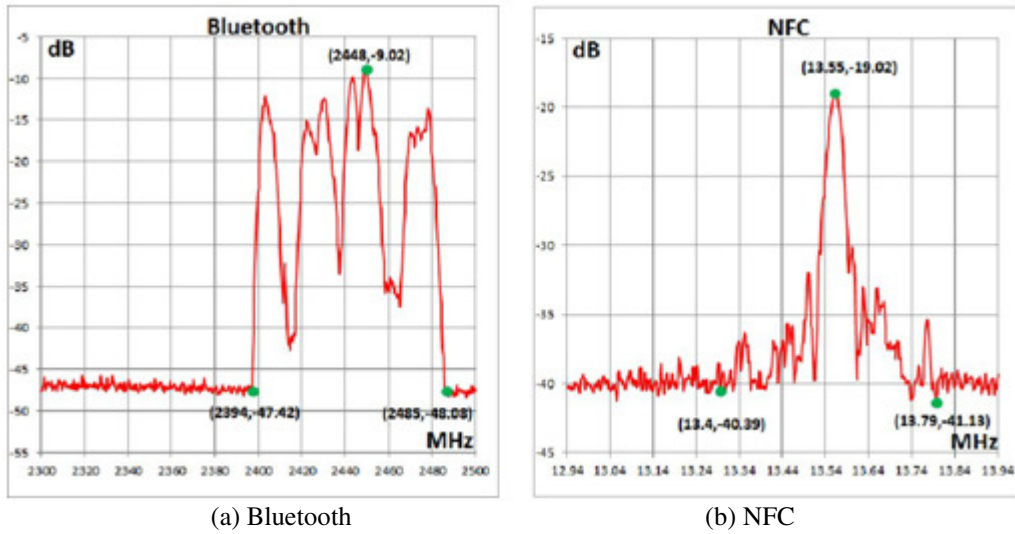 Bluetooth
dB
(2448,-9.02)
-5
-10
-15
-20
-25
-30
-35
-40
-45
-50
-55
(2394,-47.42)
(2485,-48.08)
MHz
2300 2320 2340 2360 2380 2400 2420 2440 2460 2480 2500
(a) Bluetooth
NFC
dB
(13.55,-19.02)
-15
-20
-25
-30
-35
-40
-45
(13.4,-40.39)
(13.79,-41.13)
MHz
12.94 13.04 13.14 13.24 13.34 13.44 13.54 13.64 13.74 13.84 13.94
(b) NFC